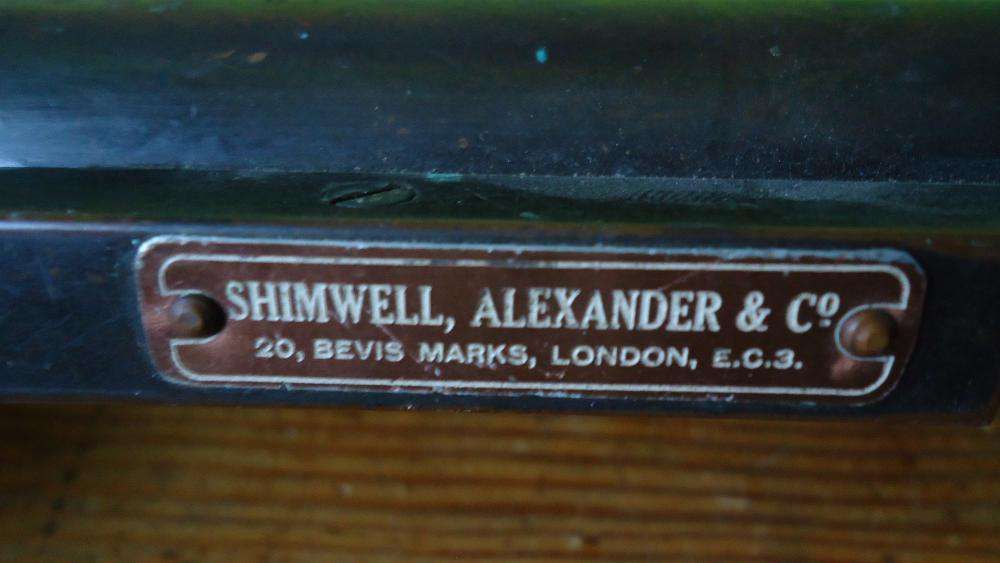 SHIMWELL, ALEXANDER & Cº
20, BEVIS MARKS, LONDON, E.C.3.